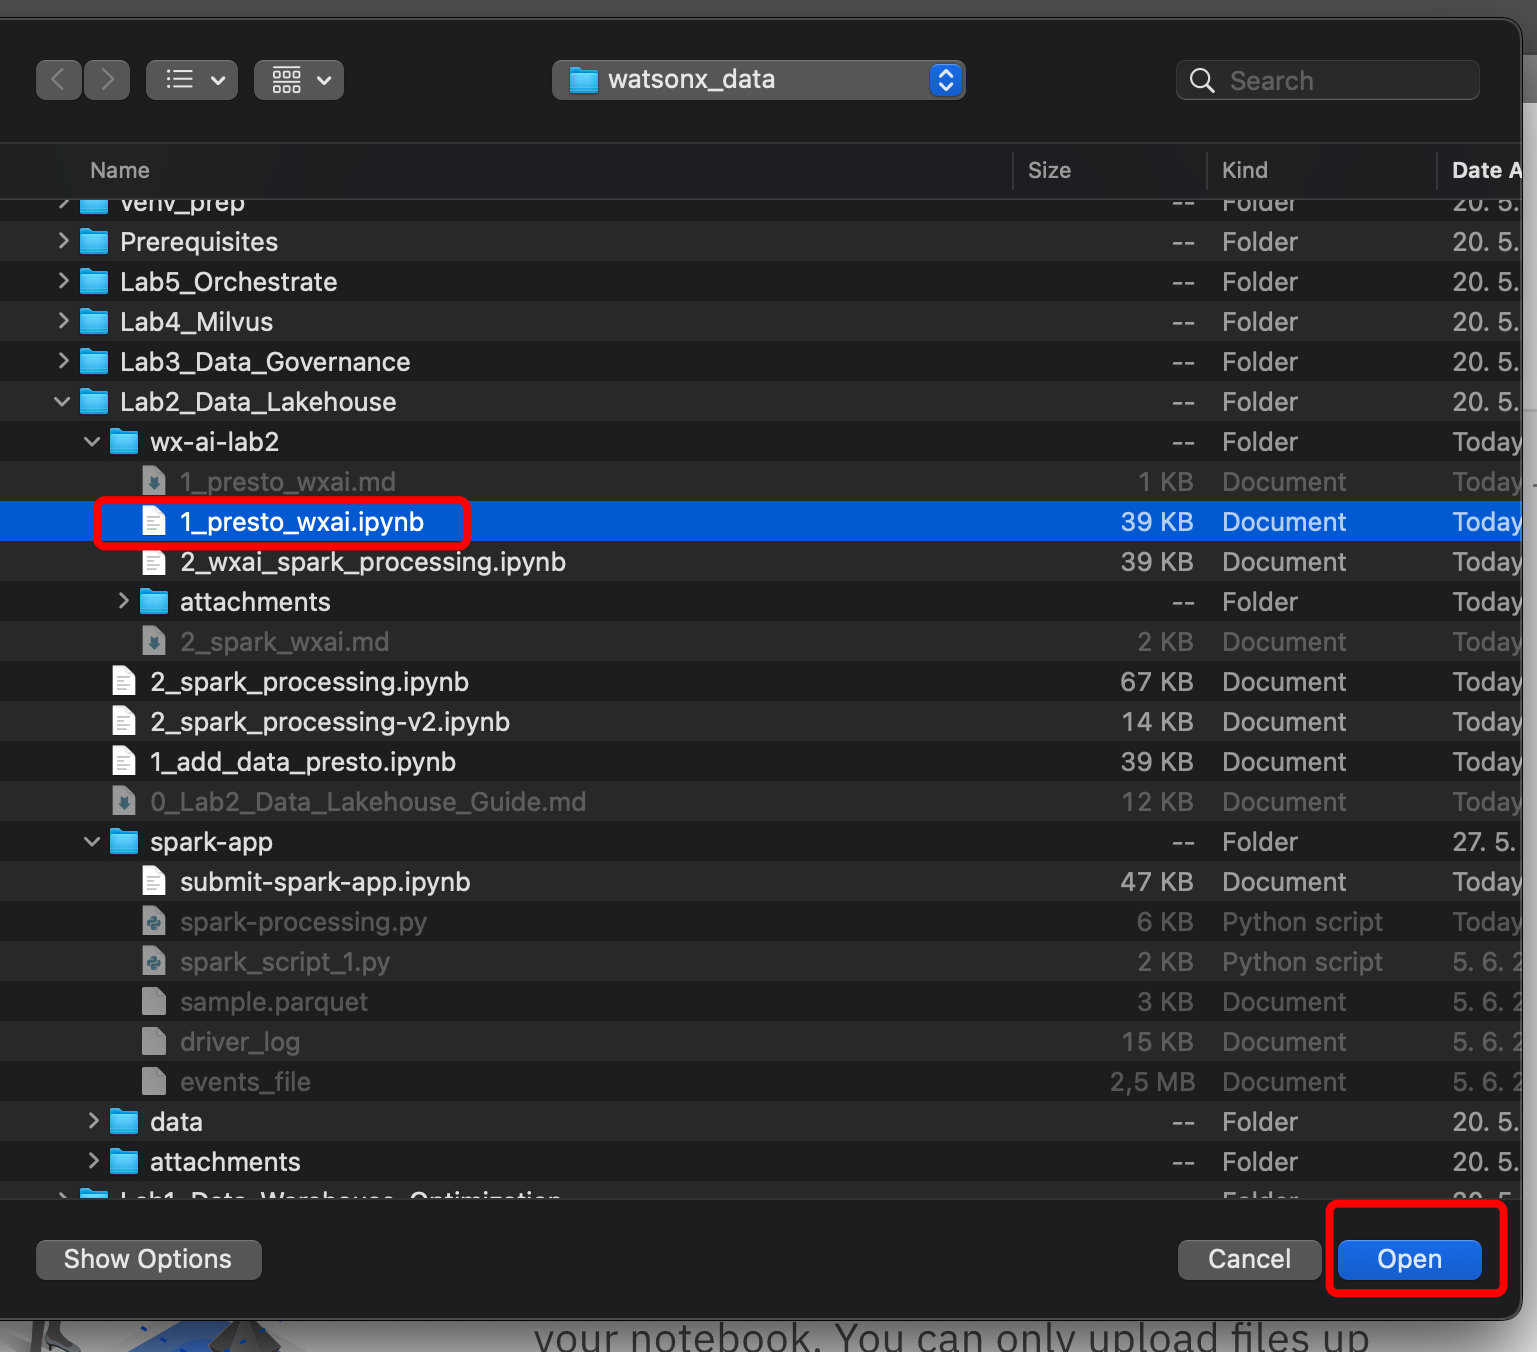 watsonx_data
Search
Name Size Kind Date A
venv_prep -- Folder 20. 5.
Prerequisites -- Folder 20. 5.
Lab5_Orchestrate -- Folder 20. 5.
Lab4_Milvus -- Folder 20. 5.
Lab3_Data_Governance -- Folder 20. 5.
Lab2_Data_Lakehouse -- Folder 20. 5.
wx-ai-lab2 -- Folder Today
1_presto_wxai.md 1 KB Document Today
1_presto_wxai.ipynb 39 KB Document Today
2_wxai_spark_processing.ipynb 39 KB Document Today
attachments -- Folder Today
2_spark_wxai.md 2 KB Document Today
2_spark_processing.ipynb 67 KB Document Today
2_spark_processing-v2.ipynb 14 KB Document Today
1_add_data_presto.ipynb 39 KB Document Today
0_Lab2_Data_Lakehouse_Guide.md 12 KB Document Today
spark-app -- Folder 27. 5.
submit-spark-app.ipynb 47 KB Document Today
spark-processing.py 6 KB Python script Today
spark_script_1.py 2 KB Python script 5. 6. 2
sample.parquet 3 KB Document 5. 6. 2
driver_log 15 KB Document 5. 6. 2
events_file 2,5 MB Document 5. 6. 2
data -- Folder 20. 5.
attachments -- Folder 20. 5.
Lab1_Data_Warehouse_Optimization -- Folder 20. 5.
Show Options Cancel Open
your notebook. You can only upload files up